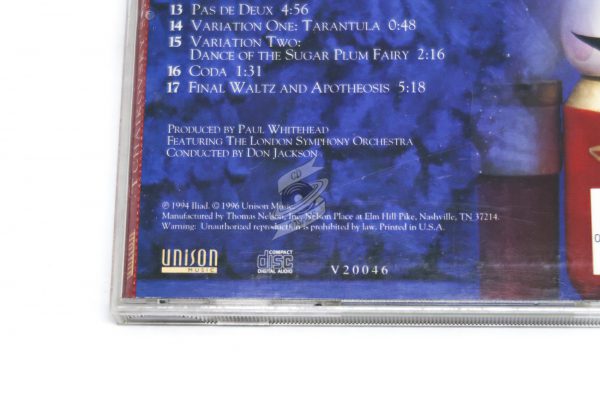 13 PAS DE DEUX 4:56
14 VARIATION ONE: TARANTULA 0:48
15 VARIATION TWO:
DANCE OF THE SUGAR PLUM FAIRY 2:16
16 CODA 1:31
17 FINAL WALTZ AND APOTHEOSIS 5:18
PRODUCED BY PAUL WHITEHEAD
FEATURING THE LONDON SYMPHONY ORCHESTRA
CONDUCTED BY DON JACKSON
CD
℗ 1994 Iliad. © 1996 Unison Music.
Manufactured by Thomas Nelson, Inc. Nelson Place at Elm Hill Pike, Nashville, TN 37214.
Warning: Unauthorized reproduction is prohibited by law. Printed in U.S.A.
UNISON
MUSIC
COMPACT
disc
DIGITAL AUDIO
V20046